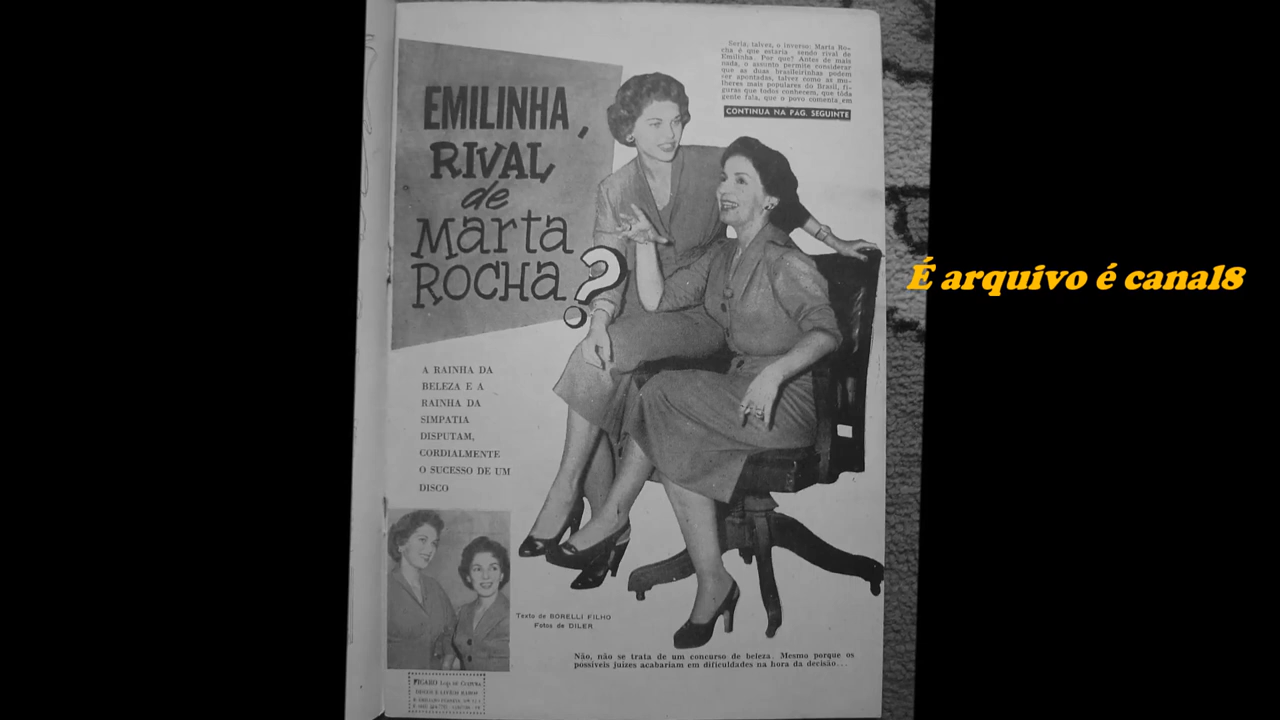 EMILINHA,
RIVAL
de
Marta
ROCHA?
Seria, talvez, o inverso: Marta Ro-
cha é que estaria sendo rival de
Emilinha. Por que? Antes de mais
nada, o assunto permite considerar
que as duas brasileirinhas podem
ser apontadas, talvez como as mu-
lheres mais populares do Brasil, fi-
guras que todos conhecem, que tôda
gente fala, que o povo comenta em
CONTINUA NA PAG. SEGUINTE
É arquivo é canal8
A RAINHA DA
BELEZA E A
RAINHA DA
SIMPATIA
DISPUTAM,
CORDIALMENTE
O SUCESSO DE UM
DISCO
Texto de BORELLI FILHO
Fotos de DILER
Não, não se trata de um concurso de beleza. Mesmo porque os
possíveis juízes acabariam em dificuldades na hora da decisão...
FIGARO